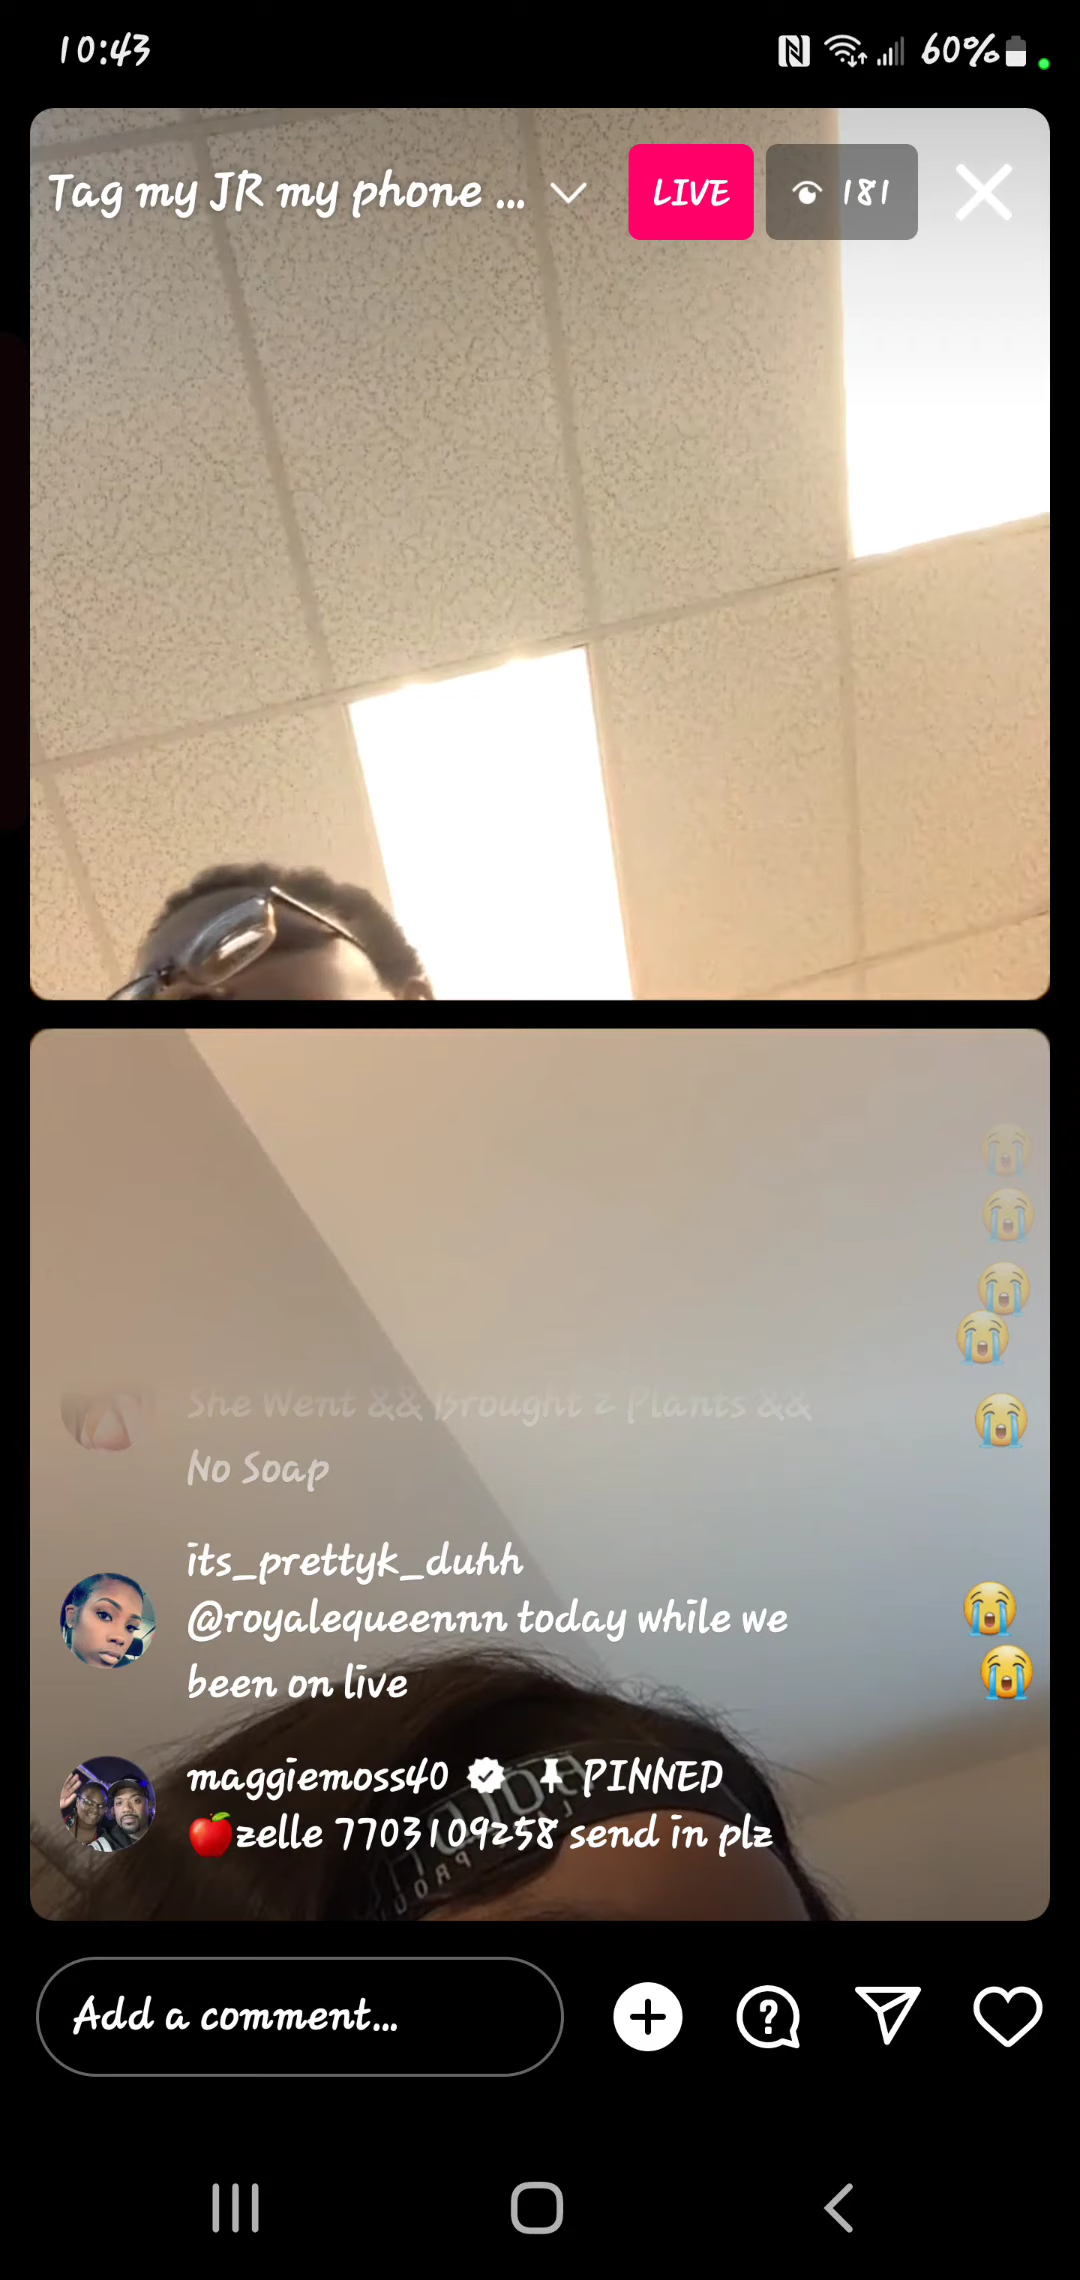 10:43
60%
Tag my JR my phone ...
LIVE
181
She Went && Brought 2 Plants &&
No Soap
its_prettyk_duhh
@royalequeennn today while we
been on live
maggiemoss40 PINNED
🍎zelle 7703109258 send in plz
Add a comment...